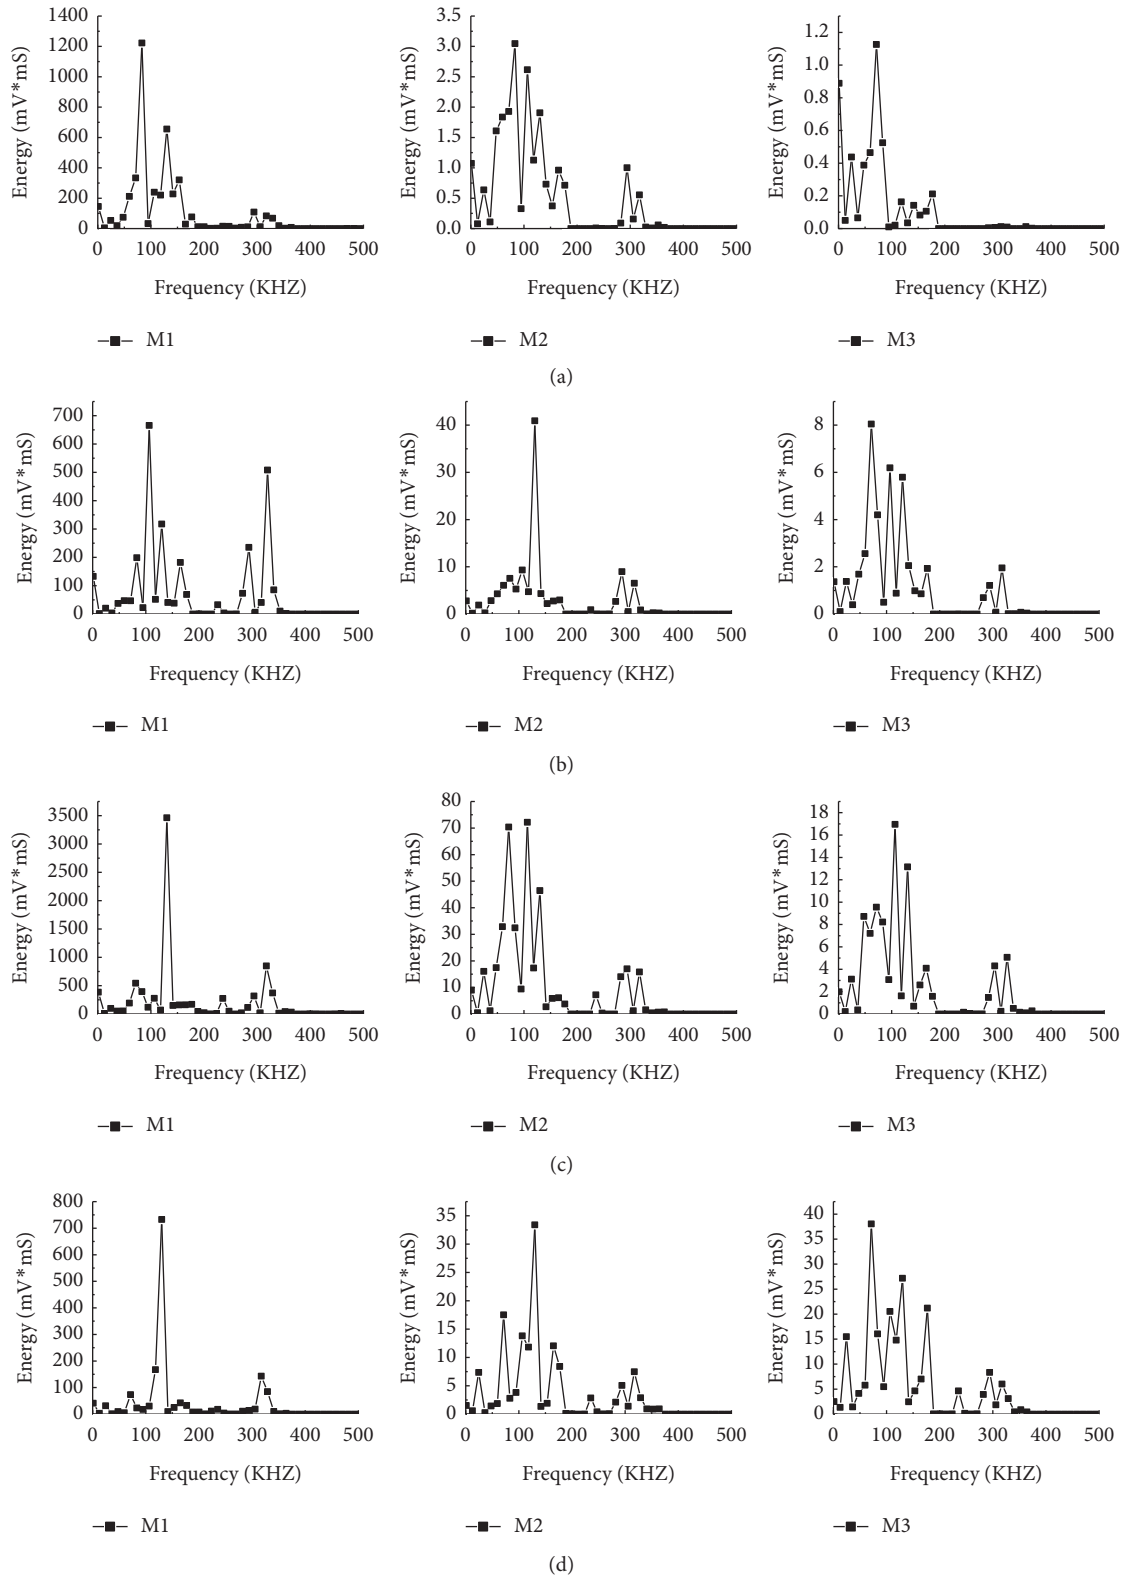 Energy (mV*mS)
1400
1200
1000
800
600
400
200
0
0 100 200 300 400 500
Frequency (KHZ)
M1
Energy (mV*mS)
3.5
3.0
2.5
2.0
1.5
1.0
0.5
0.0
0 100 200 300 400 500
Frequency (KHZ)
M2
Energy (mV*mS)
1.2
1.0
0.8
0.6
0.4
0.2
0.0
0 100 200 300 400 500
Frequency (KHZ)
M3
(a)
Energy (mV*mS)
700
600
500
400
300
200
100
0
0 100 200 300 400 500
Frequency (KHZ)
M1
Energy (mV*mS)
40
30
20
10
0
0 100 200 300 400 500
Frequency (KHZ)
M2
Energy (mV*mS)
8
6
4
2
0
0 100 200 300 400 500
Frequency (KHZ)
M3
(b)
Energy (mV*mS)
3500
3000
2500
2000
1500
1000
500
0
0 100 200 300 400 500
Frequency (KHZ)
M1
Energy (mV*mS)
80
70
60
50
40
30
20
10
0
0 100 200 300 400 500
Frequency (KHZ)
M2
Energy (mV*mS)
18
16
14
12
10
8
6
4
2
0
0 100 200 300 400 500
Frequency (KHZ)
M3
(c)
Energy (mV*mS)
800
700
600
500
400
300
200
100
0
0 100 200 300 400 500
Frequency (KHZ)
M1
Energy (mV*mS)
35
30
25
20
15
10
5
0
0 100 200 300 400 500
Frequency (KHZ)
M2
Energy (mV*mS)
40
35
30
25
20
15
10
5
0
0 100 200 300 400 500
Frequency (KHZ)
M3
(d)